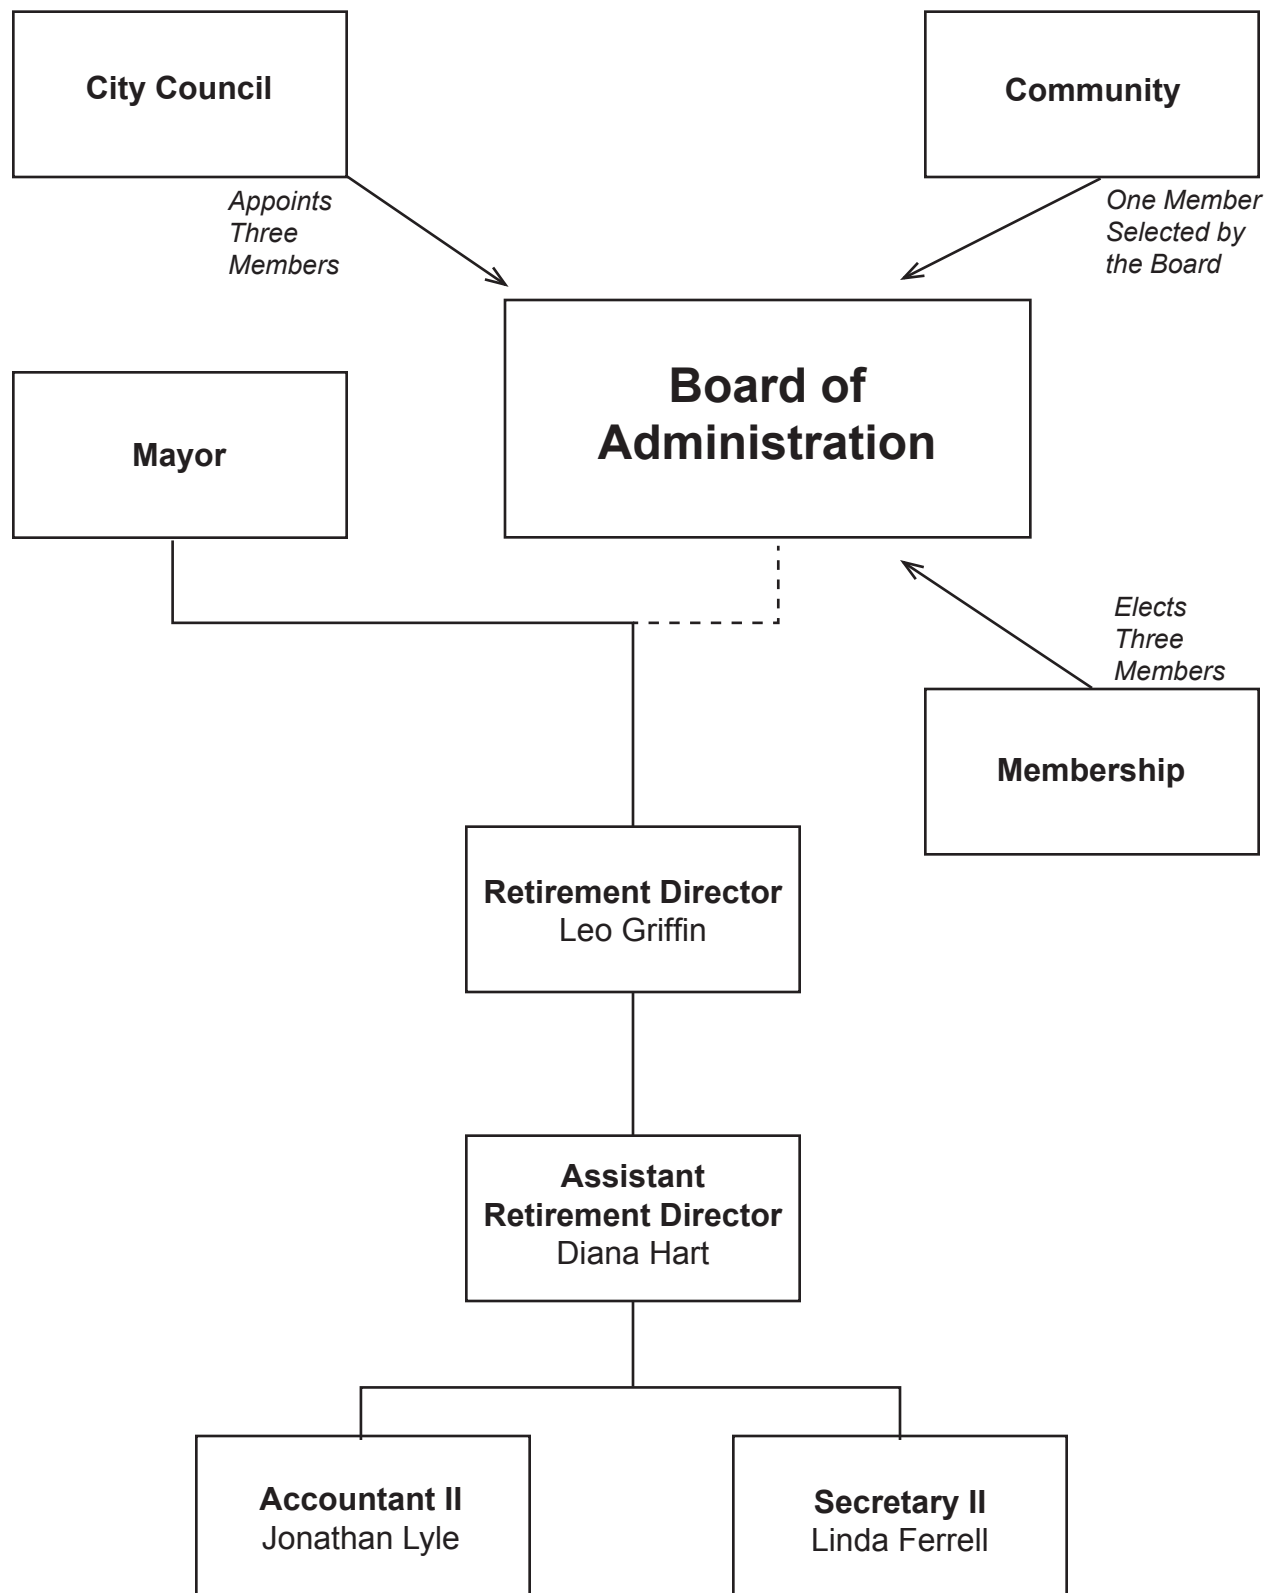 City Council
Community
Appoints
Three
Members
One Member
Selected by
the Board
Board of
Administration
Mayor
Elects
Three
Members
Membership
Retirement Director
Leo Griffin
Assistant
Retirement Director
Diana Hart
Accountant II
Jonathan Lyle
Secretary II
Linda Ferrell